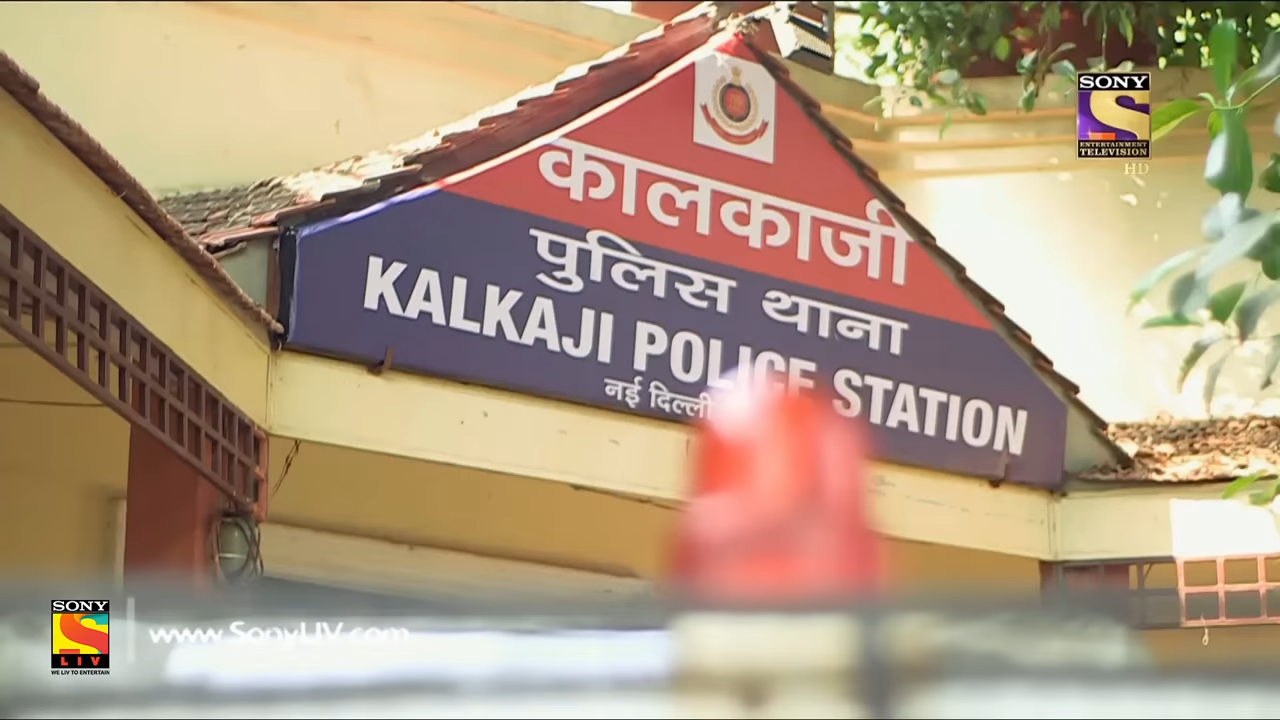 SONY
ENTERTAINMENT
TELEVISION
HD
कालकाजी
पुलिस थाना
KALKAJI POLICE STATION
नई दिल्ली
SONY
LIV
WE LIV TO ENTERTAIN
www.SonyLIV.com